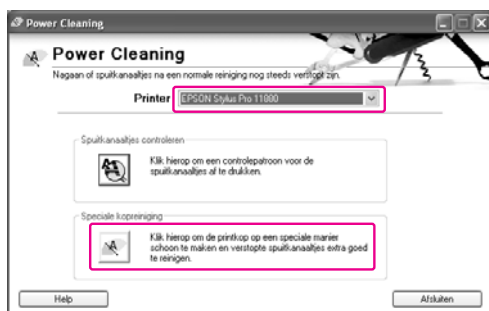 Power Cleaning
Power Cleaning
Nagaan of spuitkanaaltjes na een normale reiniging nog steeds verstopt zijn.
Printer EPSON Stylus Pro 11880
Spuitkanaaltjes controleren
Klik hierop om een controlepatroon voor de
spuitkanaaltjes af te drukken.
Speciale kopreiniging
Klik hierop om de printkop op een speciale manier
schoon te maken en verstopte spuitkanaaltjes extra goed
te reinigen.
Help Afsluiten